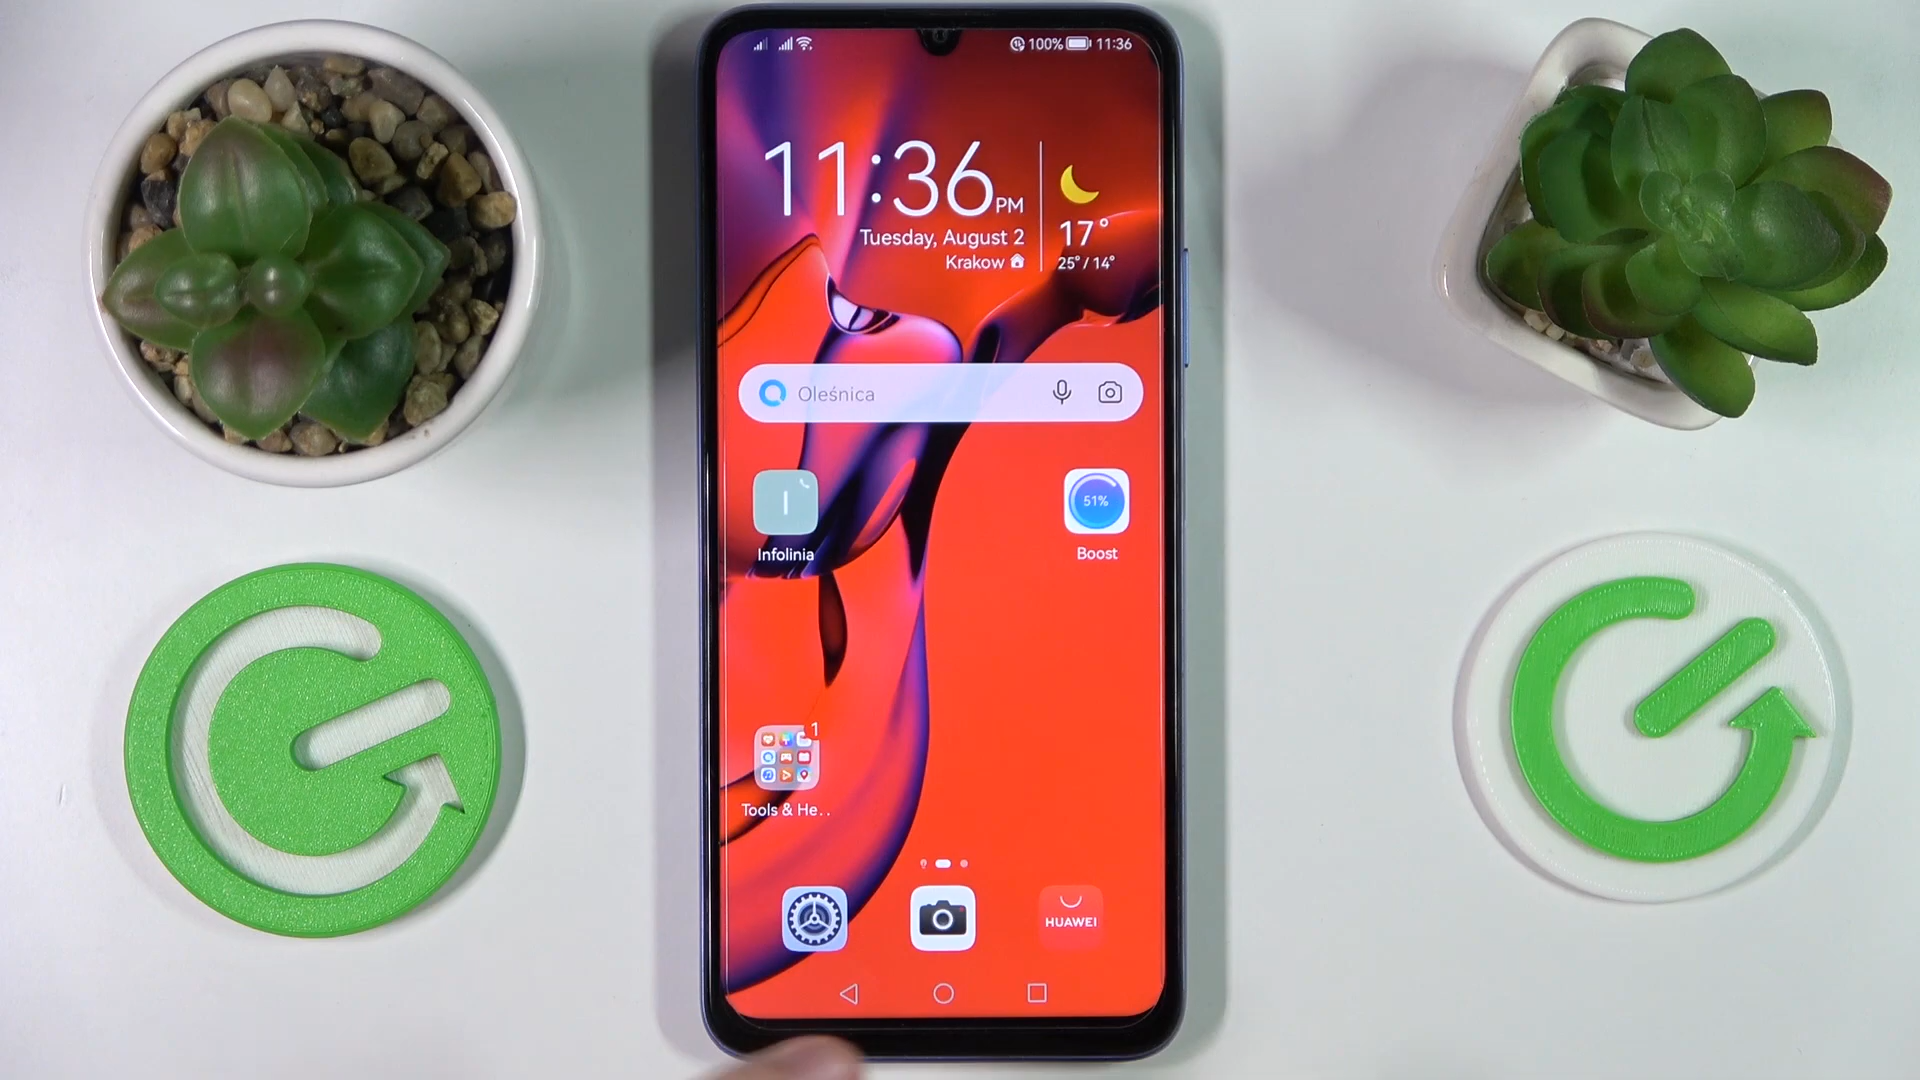 100% 11:36
11:36PM
Tuesday, August 2
Krakow
17°
25°/14°
Oleśnica
I
51%
Infolinia
Boost
1
Tools & He..
HUAWEI